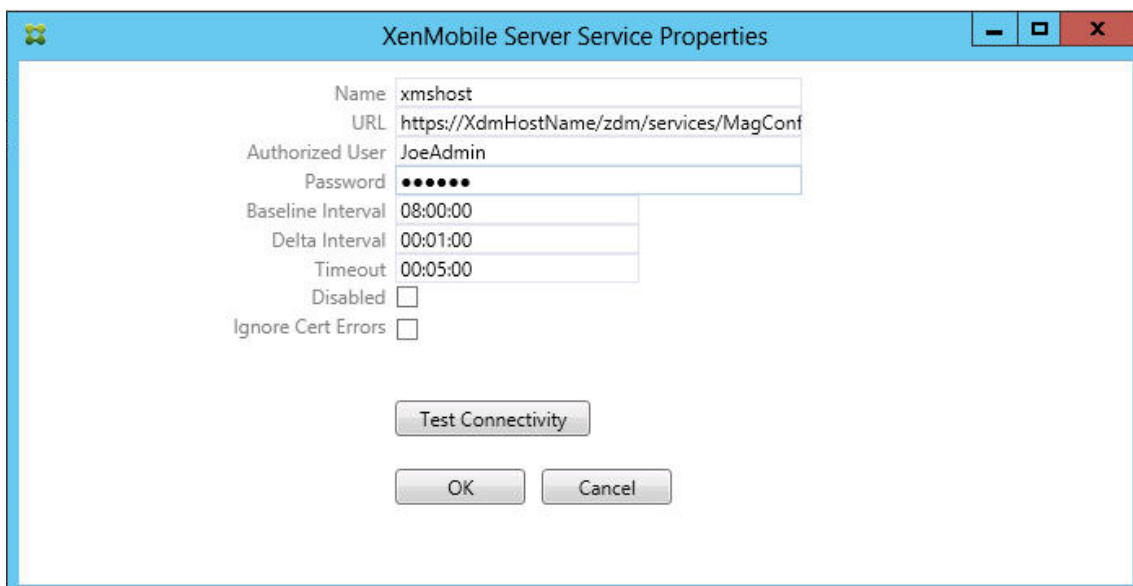 XenMobile Server Service Properties
Name xmshost
URL https://XdmHostName/zdm/services/MagConf
Authorized User JoeAdmin
Password ••••••
Baseline Interval 08:00:00
Delta Interval 00:01:00
Timeout 00:05:00
Disabled
Ignore Cert Errors
Test Connectivity
OK Cancel